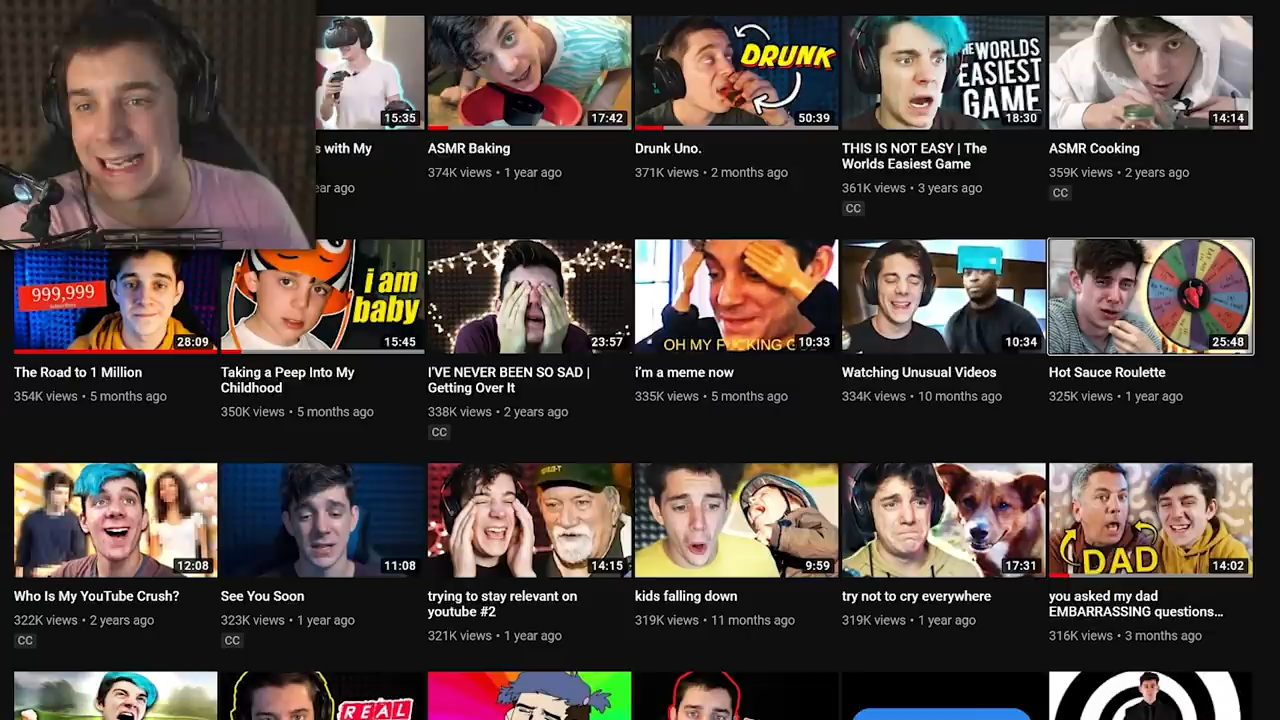 15:35
17:42
DRUNK
50:39
THE WORLDS
EASIEST
GAME
18:30
14:14
s with My
ASMR Baking
Drunk Uno.
THIS IS NOT EASY | The
Worlds Easiest Game
ASMR Cooking
ear ago
374K views • 1 year ago
371K views • 2 months ago
361K views • 3 years ago
359K views • 2 years ago
CC
CC
999,999
28:09
i am
baby
15:45
23:57
OH MY F CKING
10:33
10:34
25:48
The Road to 1 Million
Taking a Peep Into My
Childhood
I'VE NEVER BEEN SO SAD |
Getting Over It
i'm a meme now
Watching Unusual Videos
Hot Sauce Roulette
354K views • 5 months ago
350K views • 5 months ago
338K views • 2 years ago
335K views • 5 months ago
334K views • 10 months ago
325K views • 1 year ago
CC
12:08
11:08
14:15
9:59
17:31
DAD
14:02
Who Is My YouTube Crush?
See You Soon
trying to stay relevant on
youtube #2
kids falling down
try not to cry everywhere
you asked my dad
EMBARRASSING questions...
322K views • 2 years ago
323K views • 1 year ago
321K views • 1 year ago
319K views • 11 months ago
319K views • 1 year ago
316K views • 3 months ago
CC
CC
REAL